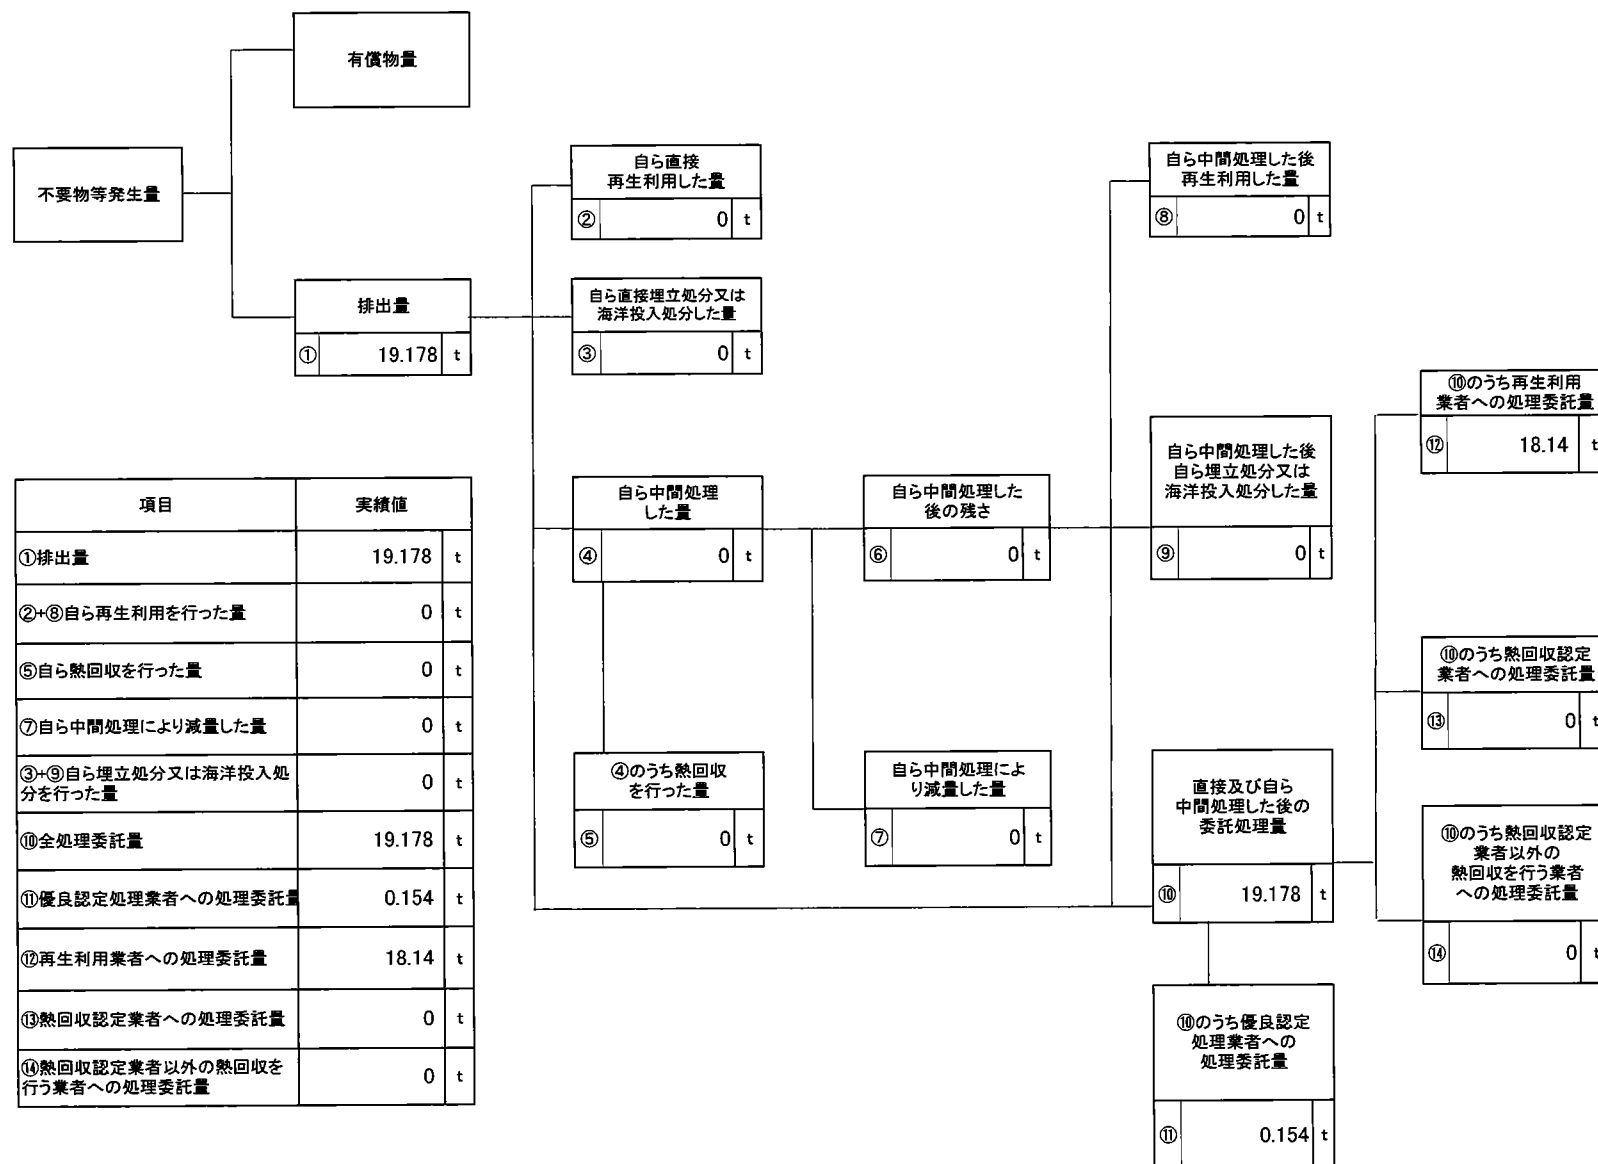 有償物量
不要物等発生量
排出量
① 19.178 t
自ら直接
再生利用した量
② 0 t
自ら直接埋立処分又は
海洋投入処分した量
③ 0 t
自ら中間処理
した量
④ 0 t
④のうち熱回収
を行った量
⑤ 0 t
自ら中間処理した
後の残さ
⑥ 0 t
自ら中間処理によ
り減量した量
⑦ 0 t
自ら中間処理した後
再生利用した量
⑧ 0 t
自ら中間処理した後
自ら埋立処分又は
海洋投入処分した量
⑨ 0 t
直接及び自ら
中間処理した後の
委託処理量
⑩ 19.178 t
⑩のうち優良認定
処理業者への
処理委託量
⑪ 0.154 t
⑩のうち再生利用
業者への処理委託量
⑫ 18.14 t
⑩のうち熱回収認定
業者への処理委託量
⑬ 0 t
⑩のうち熱回収認定
業者以外の
熱回収を行う業者
への処理委託量
⑭ 0 t
項目 実績値
①排出量 19.178 t
②+⑧自ら再生利用を行った量 0 t
⑤自ら熱回収を行った量 0 t
⑦自ら中間処理により減量した量 0 t
③+⑨自ら埋立処分又は海洋投入処
分を行った量 0 t
⑩全処理委託量 19.178 t
⑪優良認定処理業者への処理委託量 0.154 t
⑫再生利用業者への処理委託量 18.14 t
⑬熱回収認定業者への処理委託量 0 t
⑭熱回収認定業者以外の熱回収を
行う業者への処理委託量 0 t